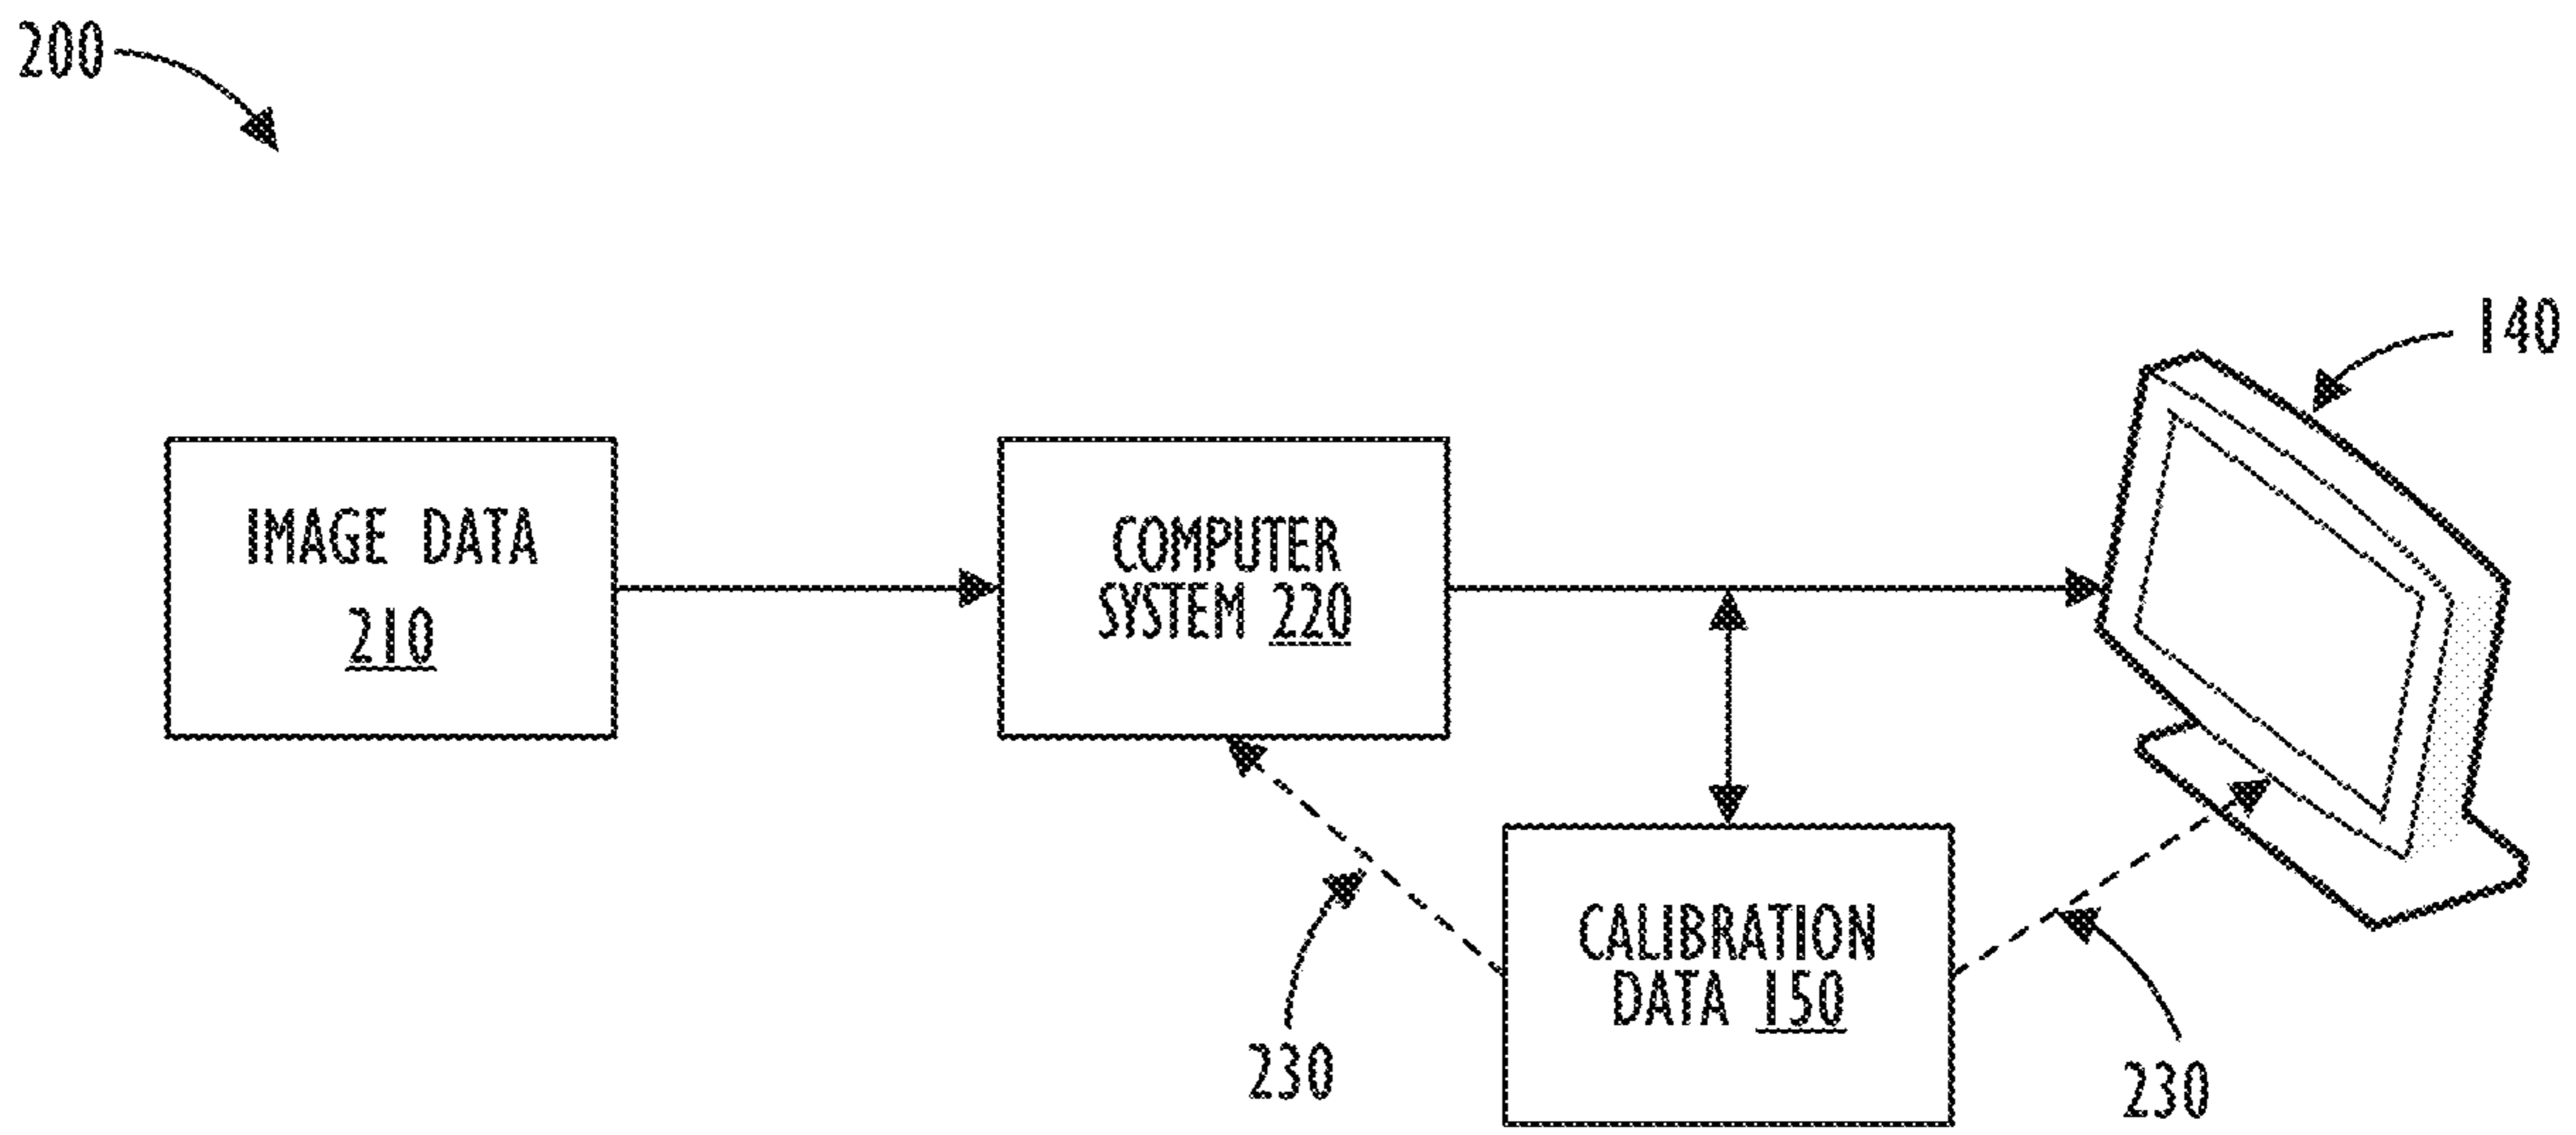 200
140
IMAGE DATA
210
COMPUTER
SYSTEM 220
CALIBRATION
DATA 150
230
230